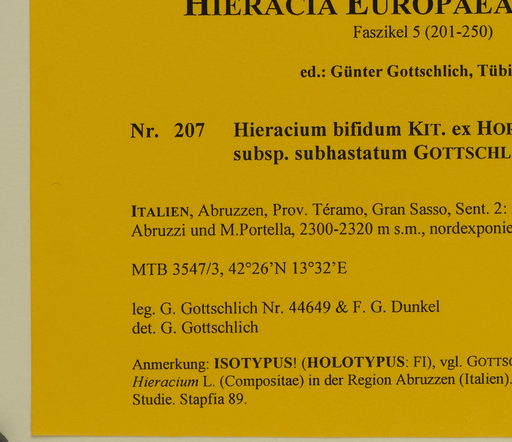 HIERACIA EUROPAEA
Faszikel 5 (201-250)
ed.: Günter Gottschlich, Tübi
Nr. 207 Hieracium bifidum KIT. ex HOR
subsp. subhastatum GOTTSCHL
ITALIEN, Abruzzen, Prov. Téramo, Gran Sasso, Sent. 2:
Abruzzi und M.Portella, 2300-2320 m s.m., nordexponie
MTB 3547/3, 42°26’N 13°32’E
leg. G. Gottschlich Nr. 44649 & F. G. Dunkel
det. G. Gottschlich
Anmerkung: ISOTYPUS! (HOLOTYPUS: FI), vgl. GOTTSC
Hieracium L. (Compositae) in der Region Abruzzen (Italien).
Studie. Stapfia 89.